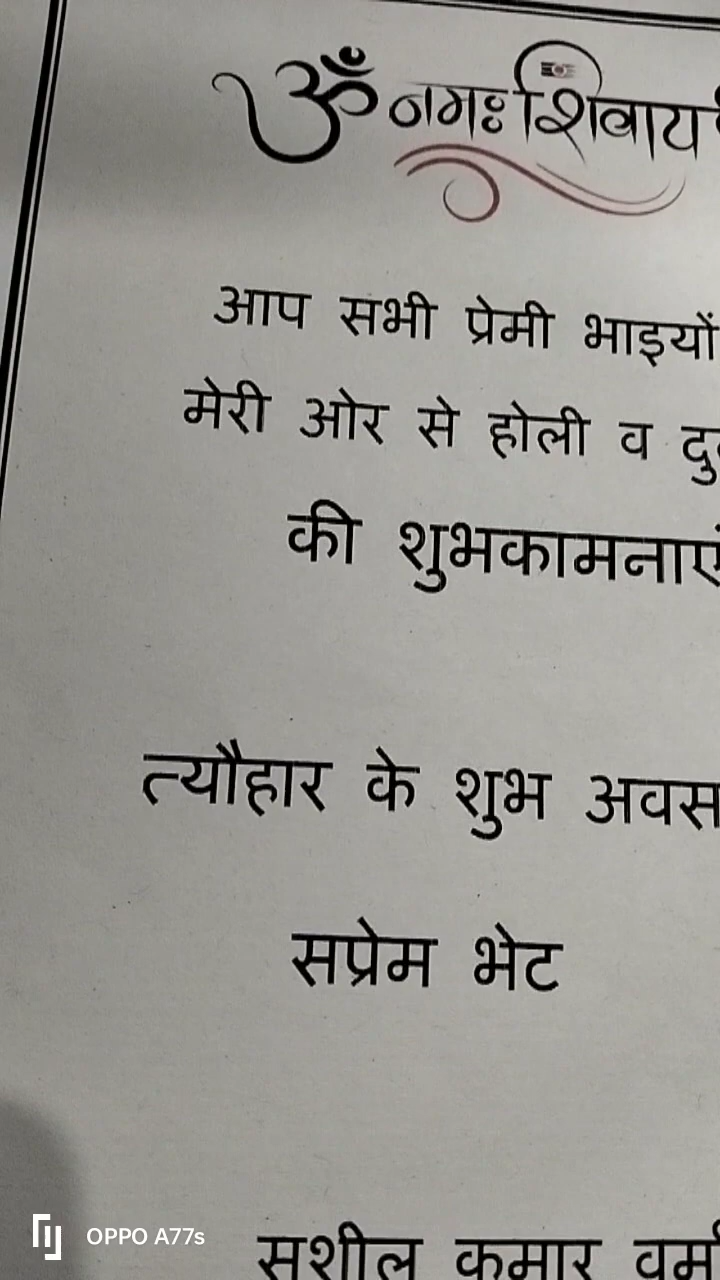 ॐ नमः शिवाय
आप सभी प्रेमी भाइयों
मेरी ओर से होली व
की शुभकामनाएं
त्यौहार के शुभ
सप्रेम भेट
कुमार
OPPO A77s